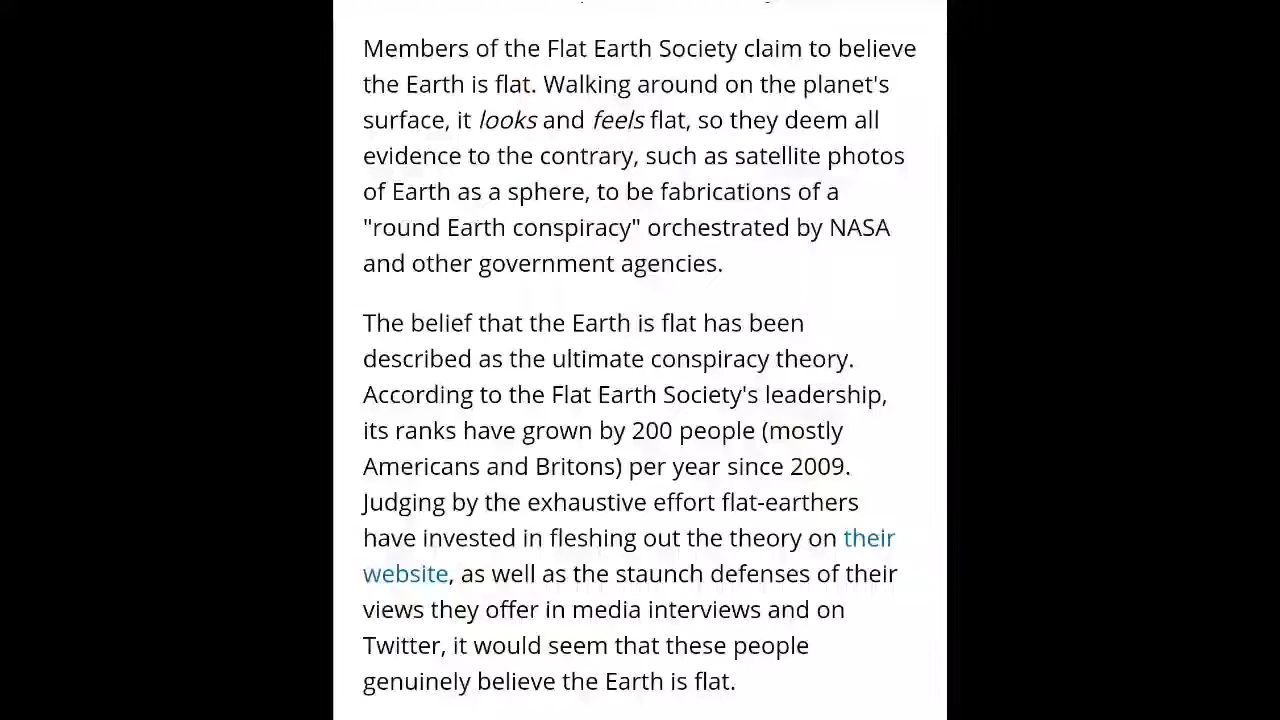 Members of the Flat Earth Society claim to believe
the Earth is flat. Walking around on the planet's
surface, it looks and feels flat, so they deem all
evidence to the contrary, such as satellite photos
of Earth as a sphere, to be fabrications of a
"round Earth conspiracy" orchestrated by NASA
and other government agencies.
The belief that the Earth is flat has been
described as the ultimate conspiracy theory.
According to the Flat Earth Society's leadership,
its ranks have grown by 200 people (mostly
Americans and Britons) per year since 2009.
Judging by the exhaustive effort flat-earthers
have invested in fleshing out the theory on their
website, as well as the staunch defenses of their
views they offer in media interviews and on
Twitter, it would seem that these people
genuinely believe the Earth is flat.